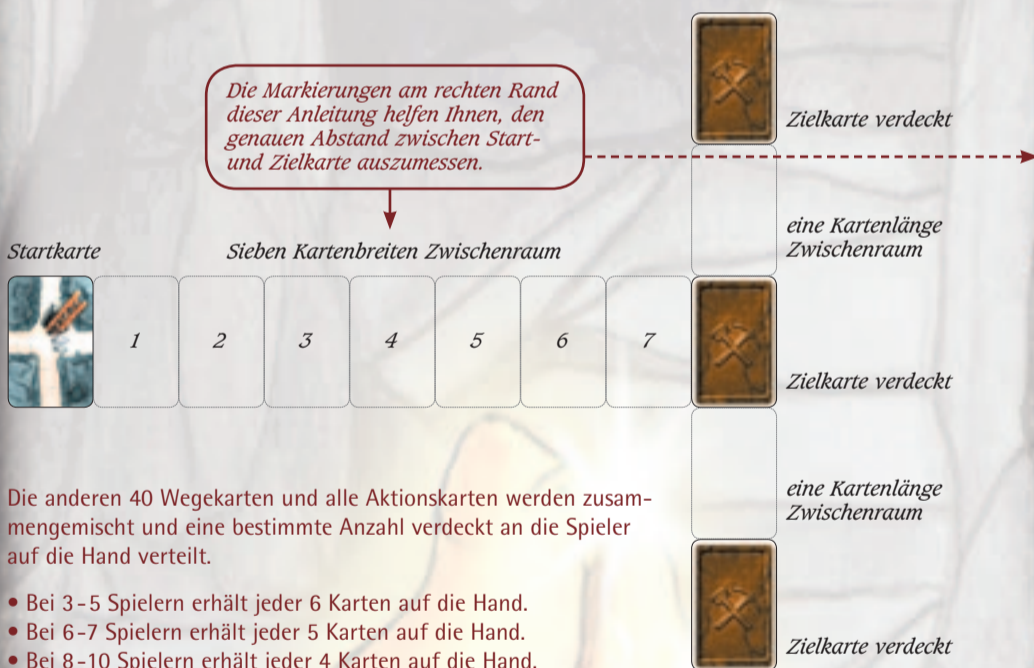 Die Markierungen am rechten Rand
dieser Anleitung helfen Ihnen, den
genauen Abstand zwischen Start-
und Zielkarte auszumessen.
Zielkarte verdeckt
eine Kartenlänge
Zwischenraum
Startkarte
Sieben Kartenbreiten Zwischenraum
1 2 3 4 5 6 7
Zielkarte verdeckt
eine Kartenlänge
Zwischenraum
Zielkarte verdeckt
Die anderen 40 Wegekarten und alle Aktionskarten werden zusam-
mengemischt und eine bestimmte Anzahl verdeckt an die Spieler
auf die Hand verteilt.
• Bei 3-5 Spielern erhält jeder 6 Karten auf die Hand.
• Bei 6-7 Spielern erhält jeder 5 Karten auf die Hand.
• Bei 8-10 Spielern erhält jeder 4 Karten auf die Hand.